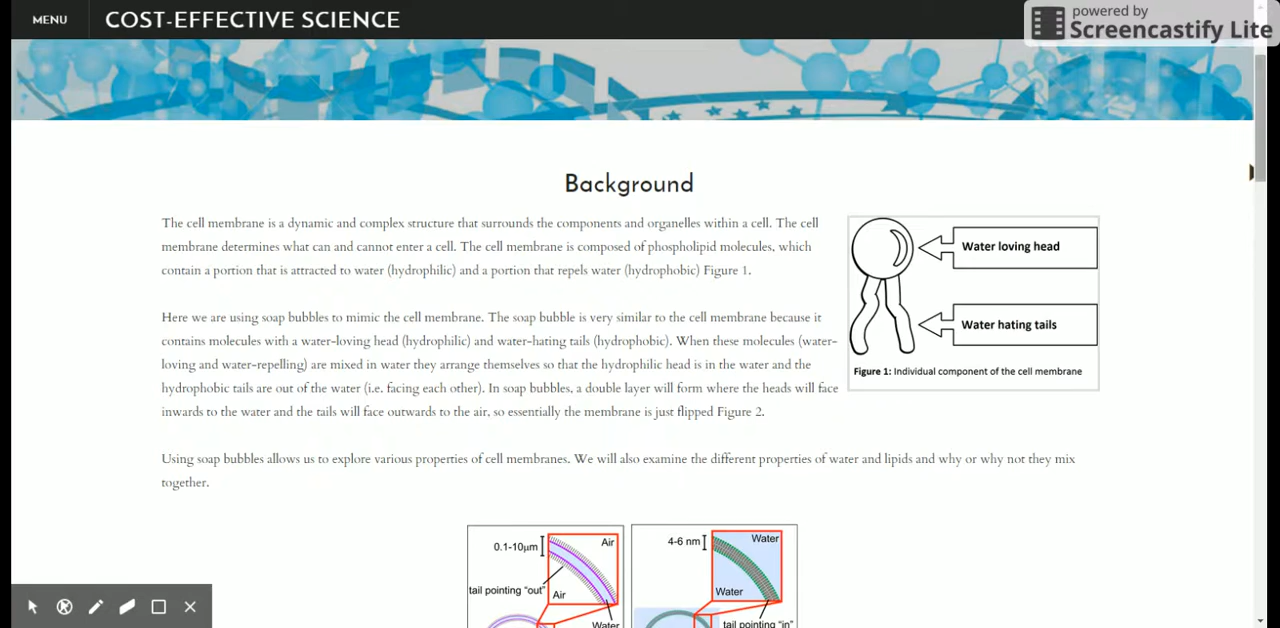 MENU
COST-EFFECTIVE SCIENCE
powered by
Screencastify Lite
Background
The cell membrane is a dynamic and complex structure that surrounds the components and organelles within a cell. The cell
membrane determines what can and cannot enter a cell. The cell membrane is composed of phospholipid molecules, which
contain a portion that is attracted to water (hydrophilic) and a portion that repels water (hydrophobic) Figure 1.
Here we are using soap bubbles to mimic the cell membrane. The soap bubble is very similar to the cell membrane because it
contains molecules with a water-loving head (hydrophilic) and water-hating tails (hydrophobic). When these molecules (water-
loving and water-repelling) are mixed in water they arrange themselves so that the hydrophilic head is in the water and the
hydrophobic tails are out of the water (i.e. facing each other). In soap bubbles, a double layer will form where the heads will face
inwards to the water and the tails will face outwards to the air, so essentially the membrane is just flipped Figure 2.
Water loving head
Water hating tails
Figure 1: Individual component of the cell membrane
Using soap bubbles allows us to explore various properties of cell membranes. We will also examine the different properties of water and lipids and why or why not they mix
together.
0.1-10µm
Air
tail pointing "out"
Air
Water
4-6 nm
Water
Water
tail pointing "in"